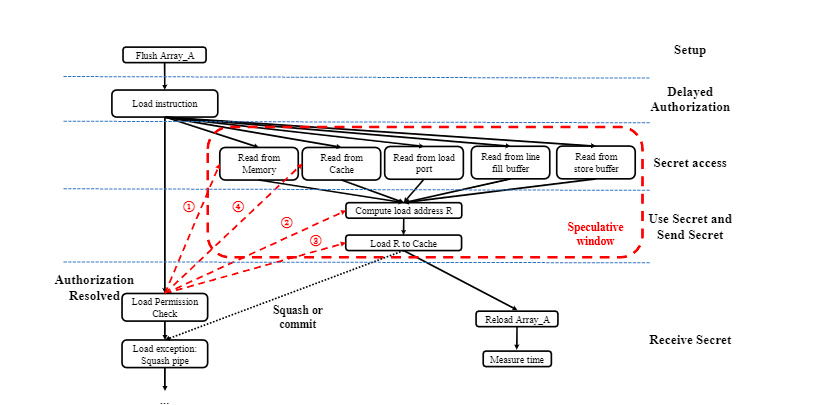 Setup
Flush Array_A
Delayed
Authorization
Load instruction
Read from
Memory
Read from
Cache
Read from load
port
Read from line
fill buffer
Read from
store buffer
Secret access
①
④
②
③
Compute load address R
Load R to Cache
Speculative
window
Use Secret and
Send Secret
Authorization
Resolved
Load Permission
Check
Squash or
commit
Load exception:
Squash pipe
...
Reload Array_A
Measure time
Receive Secret